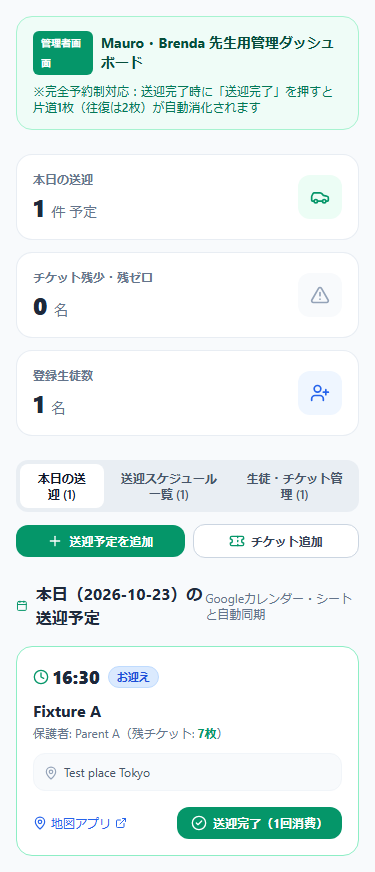 管理者画面
Mauro・Brenda 先生用管理ダッシュ
ボード
※完全予約制対応：送迎完了時に「送迎完了」を押すと
片道1枚（往復は2枚）が自動消化されます
本日の送迎
1 件 予定
チケット残少・残ゼロ
0 名
登録生徒数
1 名
本日の送
迎 (1)
送迎スケジュール
一覧 (1)
生徒・チケット管
理 (1)
送迎予定を追加
チケット追加
本日（2026-10-23）の
送迎予定
Googleカレンダー・シート
と自動同期
16:30 お迎え
Fixture A
保護者: Parent A（残チケット: 7枚）
Test place Tokyo
地図アプリ
送迎完了（1回消費）